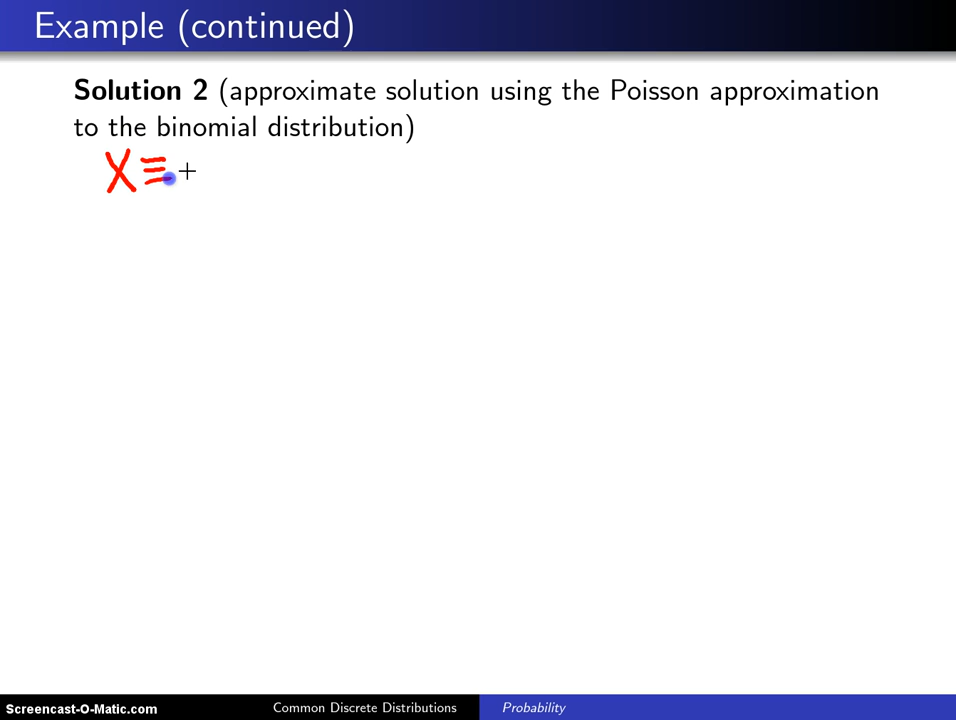 Example (continued)
Solution 2 (approximate solution using the Poisson approximation
to the binomial distribution)
X ≡
Screencast-O-Matic.com
Common Discrete Distributions
Probability